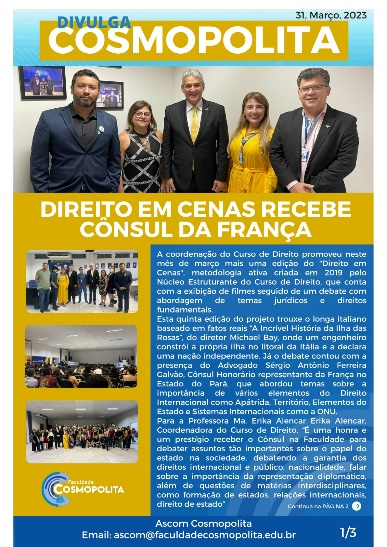 31, Março, 2023
DIVULGA
COSMOPOLITA
DIREITO EM CENAS RECEBE
CÔNSUL DA FRANÇA
A coordenação do Curso de Direito promoveu neste
mês de março mais uma edição do "Direito em
Cenas", metodologia ativa criada em 2019 pelo
Núcleo Estruturante do Curso de Direito, que conta
com a exibição de filmes seguido de um debate com
abordagem de temas jurídicos e direitos
fundamentais.
Esta quinta edição do projeto trouxe o longa italiano
baseado em fatos reais "A Incrível História da Ilha das
Rosas", do diretor Michael Bay, onde um engenheiro
constrói a própria ilha no litoral da Itália e a declara
uma nação independente. Já o debate contou com a
presença do Advogado Sérgio Antônio Ferreira
Galvão, Cônsul Honorário representante da França no
Estado do Pará, que abordou temas sobre a
importância de vários elementos do Direito
Internacional como Apátrida, Território, Elementos do
Estado e Sistemas Internacionais como a ONU.
Para a Professora Ma. Erika Alencar Erika Alencar,
Coordenadora do Curso de Direito, "É uma honra e
um prestígio receber o Cônsul na Faculdade para
debater assuntos tão importantes sobre o papel do
estado na sociedade, debatendo a garantia dos
direitos internacional e público, nacionalidade, falar
sobre a importância da representação diplomática,
além de questões de matérias interdisciplinares,
como formação de estados, relações internacionais,
direito de estado"
Continua na PÁG NA 2
Faculdade
COSMOPOLITA
Ascom Cosmopolita
Email: ascom@faculdadecosmopolita.edu.br
1/3